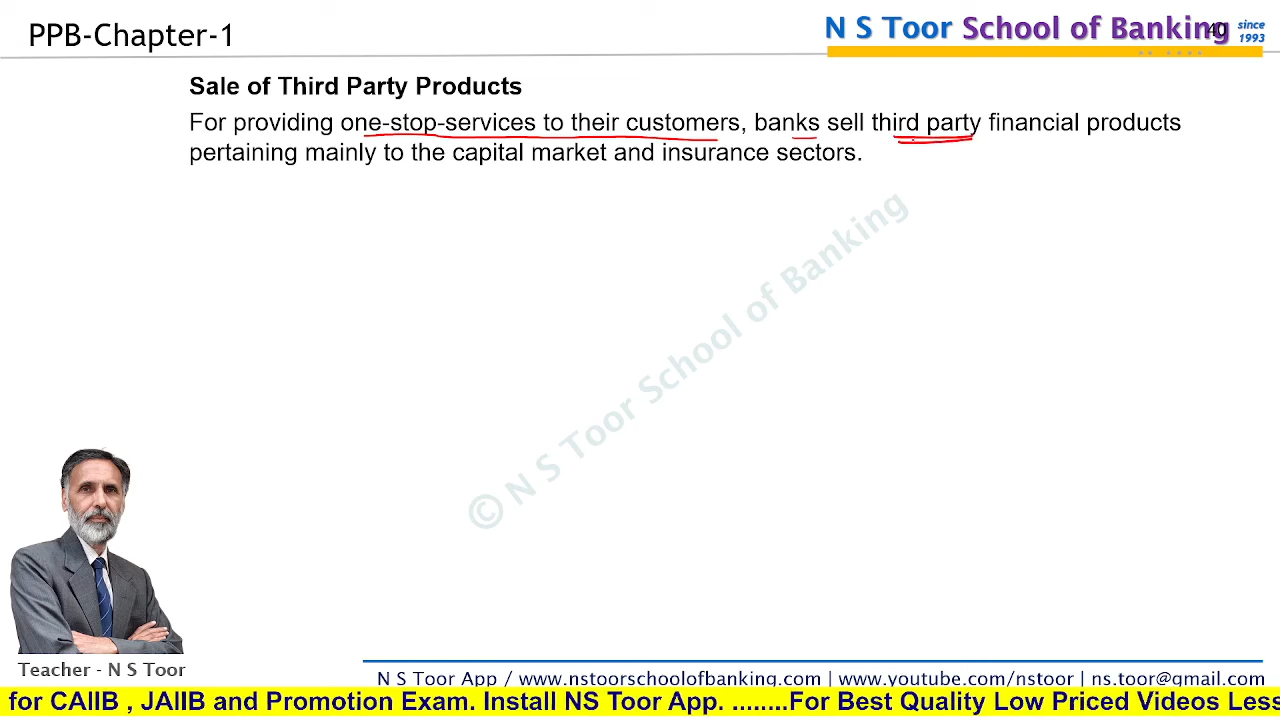 PPB-Chapter-1
N S Toor School of Banking
since
1993
40
Sale of Third Party Products
For providing one-stop-services to their customers, banks sell third party financial products
pertaining mainly to the capital market and insurance sectors.
© N S Toor School of Banking
Teacher - N S Toor
N S Toor App / www.nstoorschoolofbanking.com | www.youtube.com/nstoor | ns.toor@gmail.com
for CAIIB , JAIIB and Promotion Exam. Install NS Toor App. ........For Best Quality Low Priced Videos Less